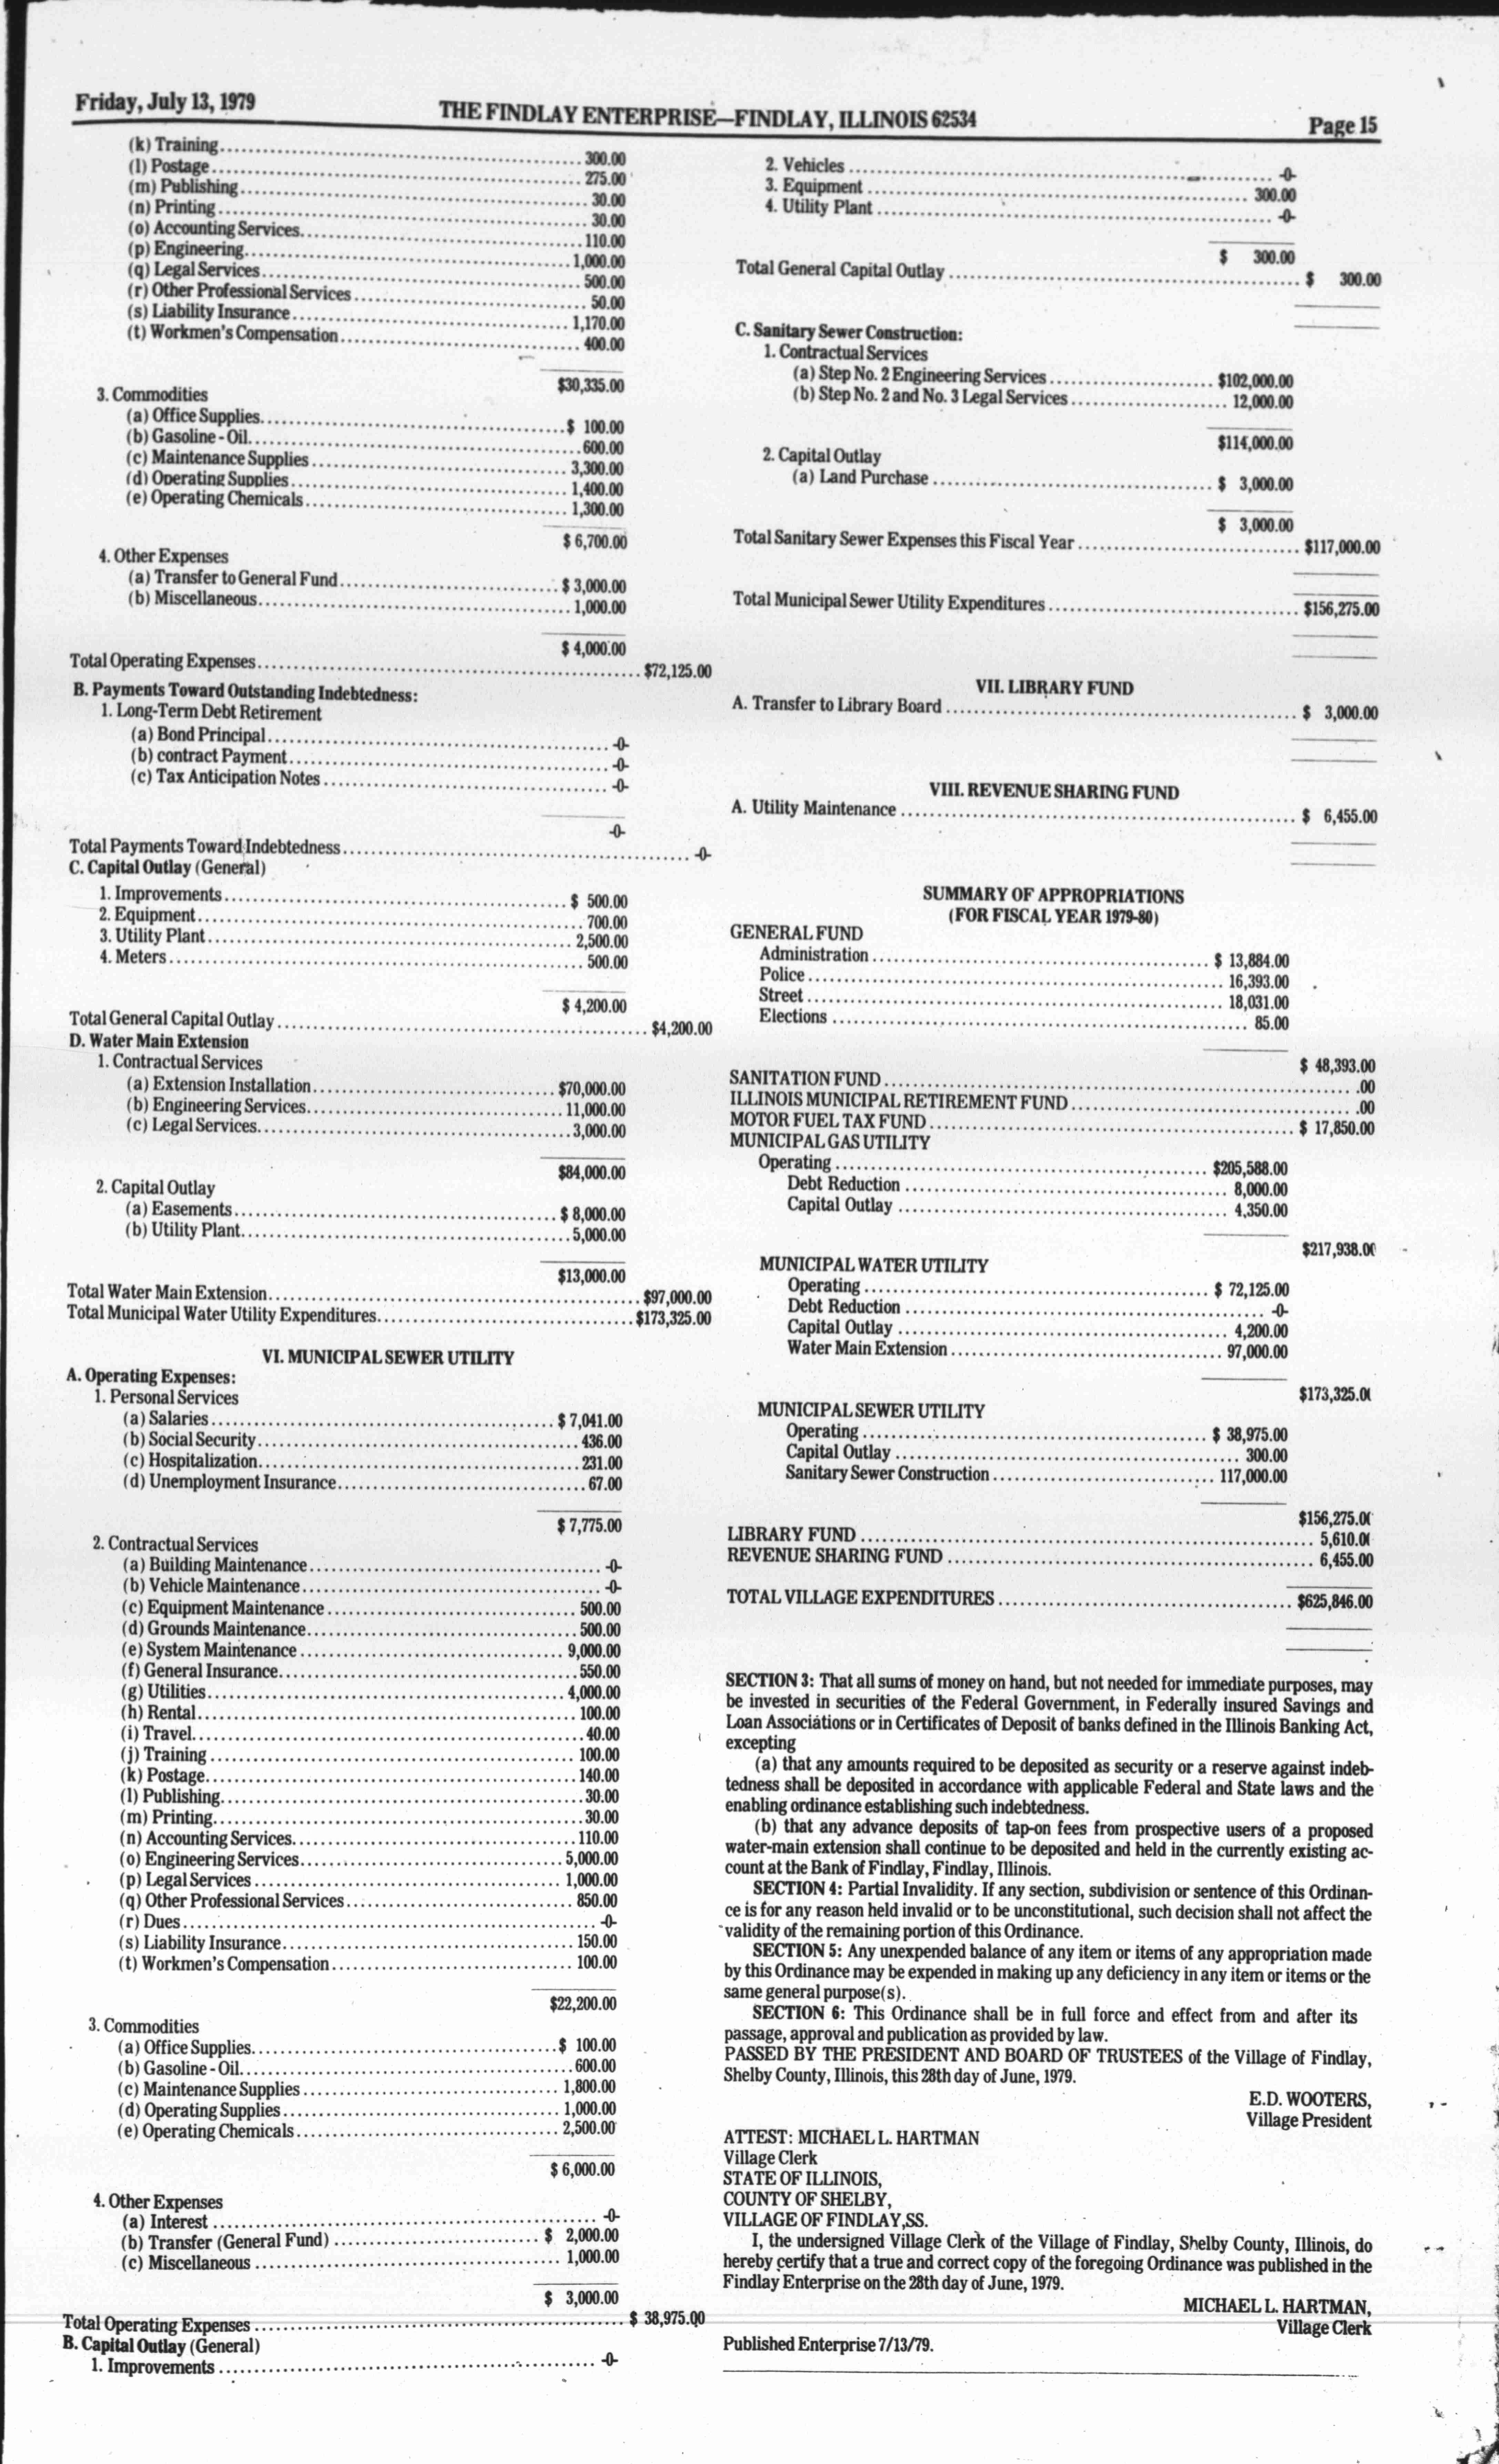 Friday, July 13, 1979
THE FINDLAY ENTERPRISE—FINDLAY, ILLINOIS 62534
Page 15
(k) Training 300.00
(l) Postage 275.00
(m) Publishing 30.00
(n) Printing 30.00
(o) Accounting Services 110.00
(p) Engineering 1,000.00
(q) Legal Services 500.00
(r) Other Professional Services 50.00
(s) Liability Insurance 1,170.00
(t) Workmen's Compensation 400.00
$30,335.00
3. Commodities
(a) Office Supplies $ 100.00
(b) Gasoline - Oil 600.00
(c) Maintenance Supplies 3,300.00
(d) Operating Supplies 1,400.00
(e) Operating Chemicals 1,300.00
$ 6,700.00
4. Other Expenses
(a) Transfer to General Fund $ 3,000.00
(b) Miscellaneous 1,000.00
$ 4,000.00
Total Operating Expenses $72,125.00
B. Payments Toward Outstanding Indebtedness:
1. Long-Term Debt Retirement
(a) Bond Principal -0-
(b) contract Payment -0-
(c) Tax Anticipation Notes -0-
-0-
Total Payments Toward Indebtedness -0-
C. Capital Outlay (General)
1. Improvements $ 500.00
2. Equipment 700.00
3. Utility Plant 2,500.00
4. Meters 500.00
$ 4,200.00
Total General Capital Outlay $4,200.00
D. Water Main Extension
1. Contractual Services
(a) Extension Installation $70,000.00
(b) Engineering Services 11,000.00
(c) Legal Services 3,000.00
$84,000.00
2. Capital Outlay
(a) Easements $ 8,000.00
(b) Utility Plant 5,000.00
$13,000.00
Total Water Main Extension $97,000.00
Total Municipal Water Utility Expenditures $173,325.00
VI. MUNICIPAL SEWER UTILITY
A. Operating Expenses:
1. Personal Services
(a) Salaries $ 7,041.00
(b) Social Security 436.00
(c) Hospitalization 231.00
(d) Unemployment Insurance 67.00
$ 7,775.00
2. Contractual Services
(a) Building Maintenance -0-
(b) Vehicle Maintenance -0-
(c) Equipment Maintenance 500.00
(d) Grounds Maintenance 500.00
(e) System Maintenance 9,000.00
(f) General Insurance 550.00
(g) Utilities 4,000.00
(h) Rental 100.00
(i) Travel 40.00
(j) Training 100.00
(k) Postage 140.00
(l) Publishing 30.00
(m) Printing 30.00
(n) Accounting Services 110.00
(o) Engineering Services 5,000.00
(p) Legal Services 1,000.00
(q) Other Professional Services 850.00
(r) Dues -0-
(s) Liability Insurance 150.00
(t) Workmen's Compensation 100.00
$22,200.00
3. Commodities
(a) Office Supplies $ 100.00
(b) Gasoline - Oil 600.00
(c) Maintenance Supplies 1,800.00
(d) Operating Supplies 1,000.00
(e) Operating Chemicals 2,500.00
$ 6,000.00
4. Other Expenses
(a) Interest -0-
(b) Transfer (General Fund) $ 2,000.00
(c) Miscellaneous 1,000.00
$ 3,000.00
Total Operating Expenses $ 38,975.00
B. Capital Outlay (General)
1. Improvements -0-
2. Vehicles -0-
3. Equipment 300.00
4. Utility Plant -0-
$ 300.00
Total General Capital Outlay $ 300.00
C. Sanitary Sewer Construction:
1. Contractual Services
(a) Step No. 2 Engineering Services $102,000.00
(b) Step No. 2 and No. 3 Legal Services 12,000.00
$114,000.00
2. Capital Outlay
(a) Land Purchase $ 3,000.00
$ 3,000.00
Total Sanitary Sewer Expenses this Fiscal Year $117,000.00
Total Municipal Sewer Utility Expenditures $156,275.00
VII. LIBRARY FUND
A. Transfer to Library Board $ 3,000.00
VIII. REVENUE SHARING FUND
A. Utility Maintenance $ 6,455.00
SUMMARY OF APPROPRIATIONS
(FOR FISCAL YEAR 1979-80)
GENERAL FUND
Administration $ 13,884.00
Police 16,393.00
Street 18,031.00
Elections 85.00
$ 48,393.00
SANITATION FUND .00
ILLINOIS MUNICIPAL RETIREMENT FUND .00
MOTOR FUEL TAX FUND $ 17,850.00
MUNICIPAL GAS UTILITY
Operating $205,588.00
Debt Reduction 8,000.00
Capital Outlay 4,350.00
$217,938.00
MUNICIPAL WATER UTILITY
Operating $ 72,125.00
Debt Reduction -0-
Capital Outlay 4,200.00
Water Main Extension 97,000.00
$173,325.00
MUNICIPAL SEWER UTILITY
Operating $ 38,975.00
Capital Outlay 300.00
Sanitary Sewer Construction 117,000.00
$156,275.00
LIBRARY FUND 5,610.00
REVENUE SHARING FUND 6,455.00
TOTAL VILLAGE EXPENDITURES $625,846.00
SECTION 3: That all sums of money on hand, but not needed for immediate purposes, may
be invested in securities of the Federal Government, in Federally insured Savings and
Loan Associations or in Certificates of Deposit of banks defined in the Illinois Banking Act,
excepting
(a) that any amounts required to be deposited as security or a reserve against indeb-
tedness shall be deposited in accordance with applicable Federal and State laws and the
enabling ordinance establishing such indebtedness.
(b) that any advance deposits of tap-on fees from prospective users of a proposed
water-main extension shall continue to be deposited and held in the currently existing ac-
count at the Bank of Findlay, Findlay, Illinois.
SECTION 4: Partial Invalidity. If any section, subdivision or sentence of this Ordinan-
ce is for any reason held invalid or to be unconstitutional, such decision shall not affect the
validity of the remaining portion of this Ordinance.
SECTION 5: Any unexpended balance of any item or items of any appropriation made
by this Ordinance may be expended in making up any deficiency in any item or items or the
same general purpose(s).
SECTION 6: This Ordinance shall be in full force and effect from and after its
passage, approval and publication as provided by law.
PASSED BY THE PRESIDENT AND BOARD OF TRUSTEES of the Village of Findlay,
Shelby County, Illinois, this 28th day of June, 1979.
E.D. WOOTERS,
Village President
ATTEST: MICHAEL L. HARTMAN
Village Clerk
STATE OF ILLINOIS,
COUNTY OF SHELBY,
VILLAGE OF FINDLAY,SS.
I, the undersigned Village Clerk of the Village of Findlay, Shelby County, Illinois, do
hereby certify that a true and correct copy of the foregoing Ordinance was published in the
Findlay Enterprise on the 28th day of June, 1979.
MICHAEL L. HARTMAN,
Village Clerk
Published Enterprise 7/13/79.